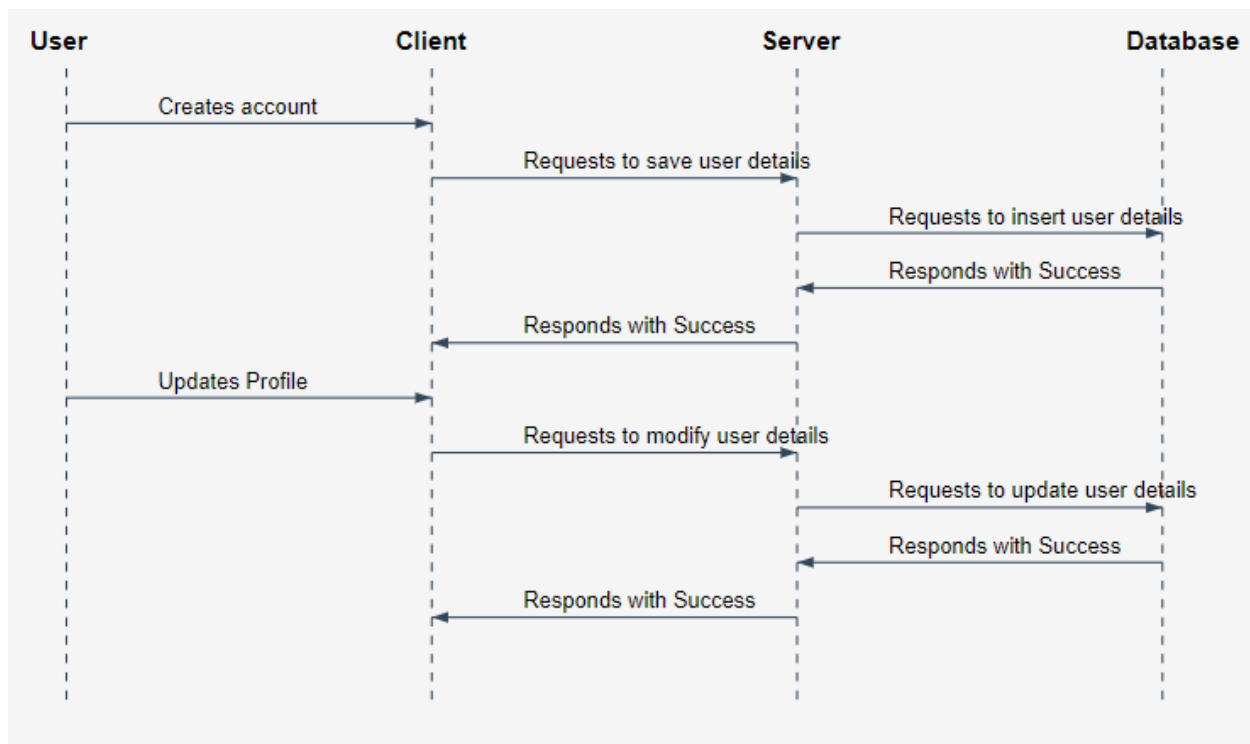 User Client Server Database
Creates account
Requests to save user details
Requests to insert user details
Responds with Success
Responds with Success
Updates Profile
Requests to modify user details
Requests to update user details
Responds with Success
Responds with Success